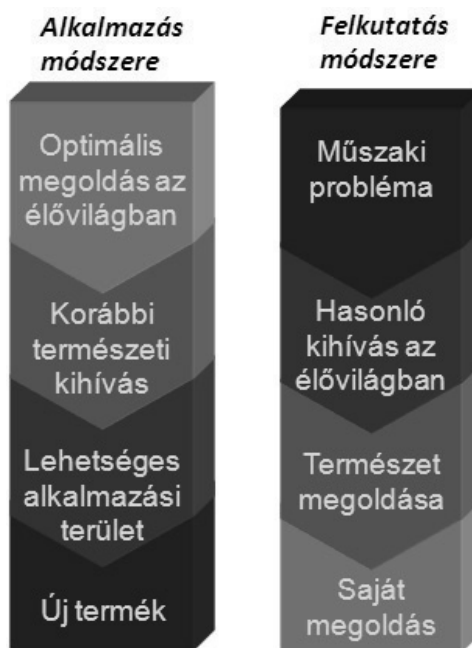 Alkalmazás
módszere
Optimális
megoldás az
élővilágban
Korábbi
természeti
kihívás
Lehetséges
alkalmazási
terület
Új termék
Felkutatás
módszere
Műszaki
probléma
Hasonló
kihívás az
élővilágban
Természet
megoldása
Saját
megoldás